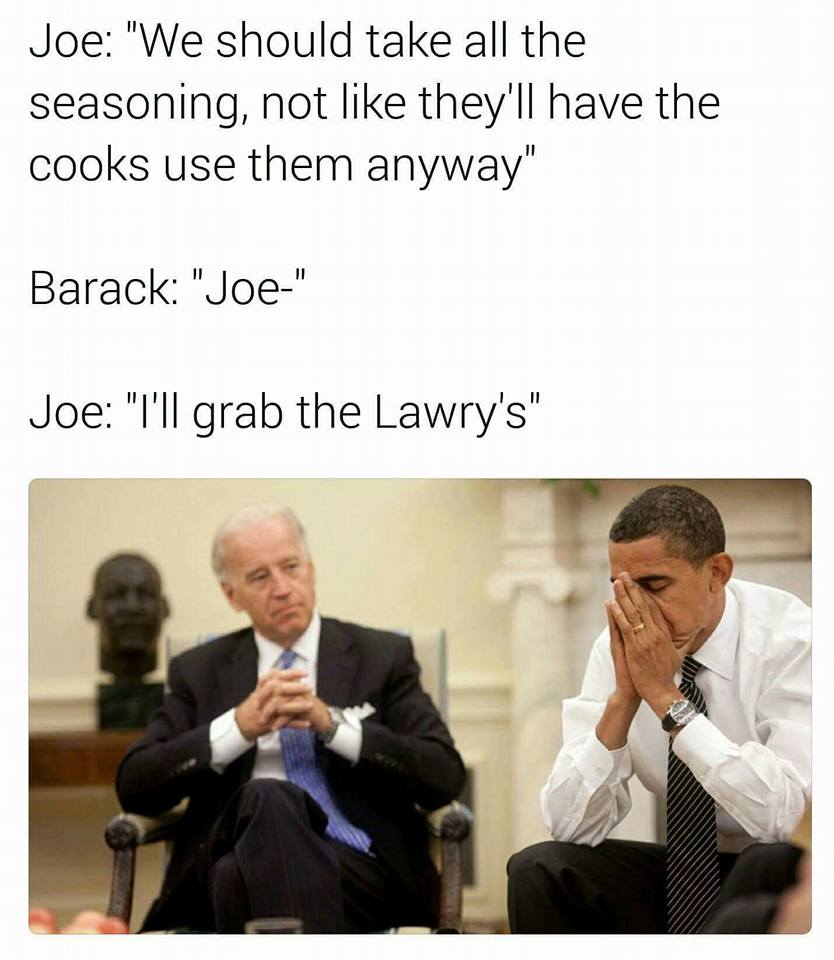 Joe: "We should take all the
seasoning, not like they'll have the
cooks use them anyway"
Barack: "Joe-"
Joe: "I'll grab the Lawry's"